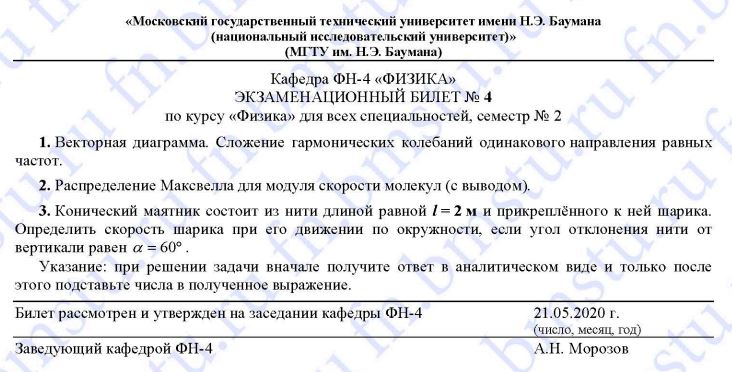 «Московский государственный технический университет имени Н.Э. Баумана
(национальный исследовательский университет)»
(МГТУ им. Н.Э. Баумана)
Кафедра ФН-4 «ФИЗИКА»
ЭКЗАМЕНАЦИОННЫЙ БИЛЕТ № 4
по курсу «Физика» для всех специальностей, семестр № 2
1. Векторная диаграмма. Сложение гармонических колебаний одинакового направления равных
частот.
2. Распределение Максвелла для модуля скорости молекул (с выводом).
3. Конический маятник состоит из нити длиной равной l = 2 м и прикреплённого к ней шарика.
Определить скорость шарика при его движении по окружности, если угол отклонения нити от
вертикали равен α = 60° .
Указание: при решении задачи вначале получите ответ в аналитическом виде и только после
этого подставьте числа в полученное выражение.
Билет рассмотрен и утвержден на заседании кафедры ФН-4 21.05.2020 г.
(число, месяц, год)
Заведующий кафедрой ФН-4 А.Н. Морозов
fn.bmstu.ru